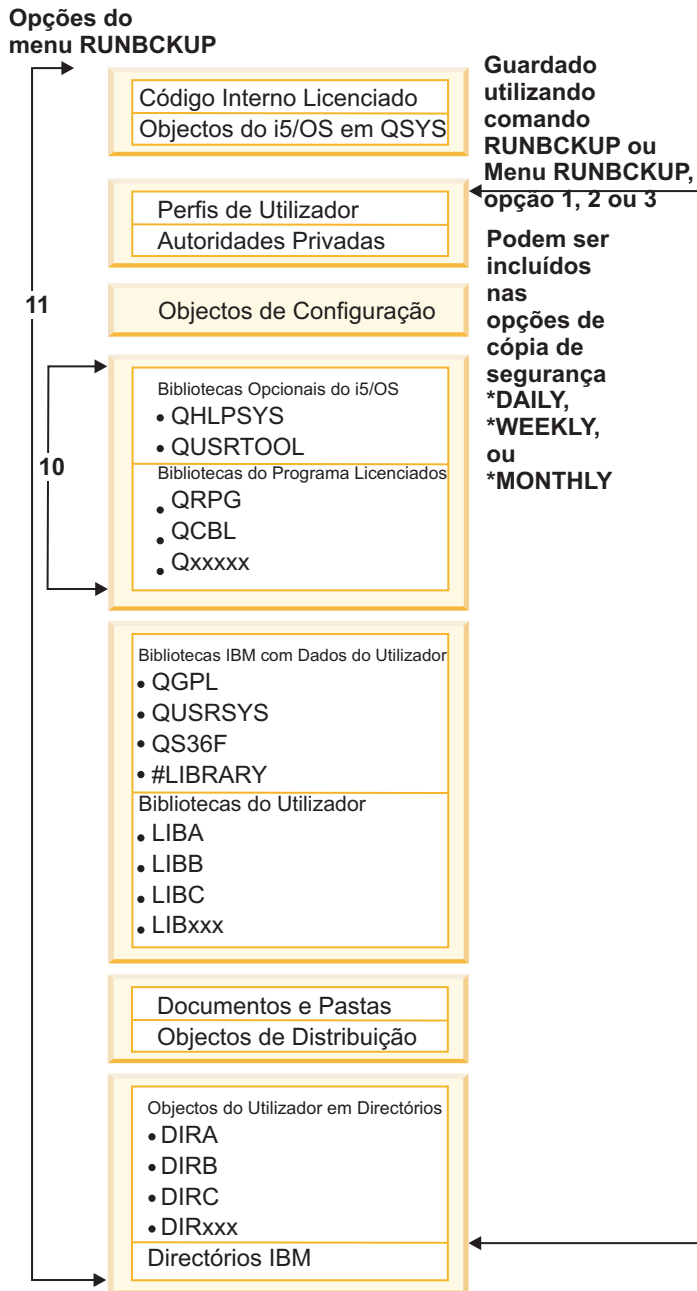 Opções do
menu RUNBCKUP
Código Interno Licenciado
Objectos do i5/OS em QSYS
Guardado
utilizando
comando
RUNBCKUP ou
Menu RUNBCKUP,
opção 1, 2 ou 3
Perfis de Utilizador
Autoridades Privadas
Podem ser
incluídos
nas
opções de
cópia de
segurança
*DAILY,
*WEEKLY,
ou
*MONTHLY
11
Objectos de Configuração
10
Bibliotecas Opcionais do i5/OS
• QHLPSYS
• QUSRTOOL
Bibliotecas do Programa Licenciados
• QRPG
• QCBL
• Qxxxxx
Bibliotecas IBM com Dados do Utilizador
• QGPL
• QUSRSYS
• QS36F
• #LIBRARY
Bibliotecas do Utilizador
• LIBA
• LIBB
• LIBC
• LIBxxx
Documentos e Pastas
Objectos de Distribuição
Objectos do Utilizador em Directórios
• DIRA
• DIRB
• DIRC
• DIRxxx
Directórios IBM